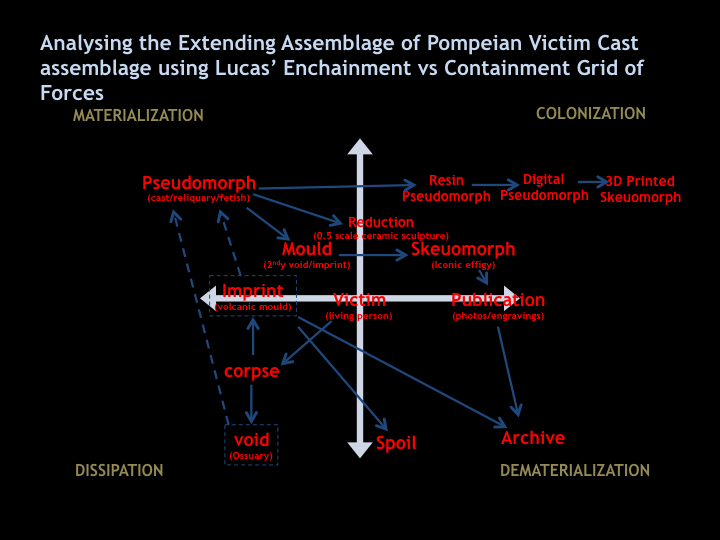 Analysing the Extending Assemblage of Pompeian Victim Cast
assemblage using Lucas’ Enchainment vs Containment Grid of
Forces
MATERIALIZATION
COLONIZATION
Pseudomorph
(cast/reliquary/fetish)
Resin
Pseudomorph
Digital
Pseudomorph
3D Printed
Skeuomorph
Reduction
(0.5 scale ceramic sculpture)
Mould
(2ndy void/imprint)
Skeuomorph
(Iconic effigy)
Imprint
(volcanic mould)
Victim
(living person)
Publication
(photos/engravings)
corpse
void
(Ossuary)
Spoil
Archive
DISSIPATION
DEMATERIALIZATION